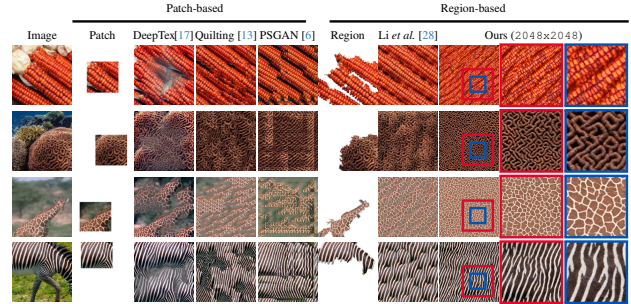 Patch-based Region-based
Image Patch DeepTex[17] Quilting [13] PSGAN [6] Region Li et al. [28] Ours (2048x2048)